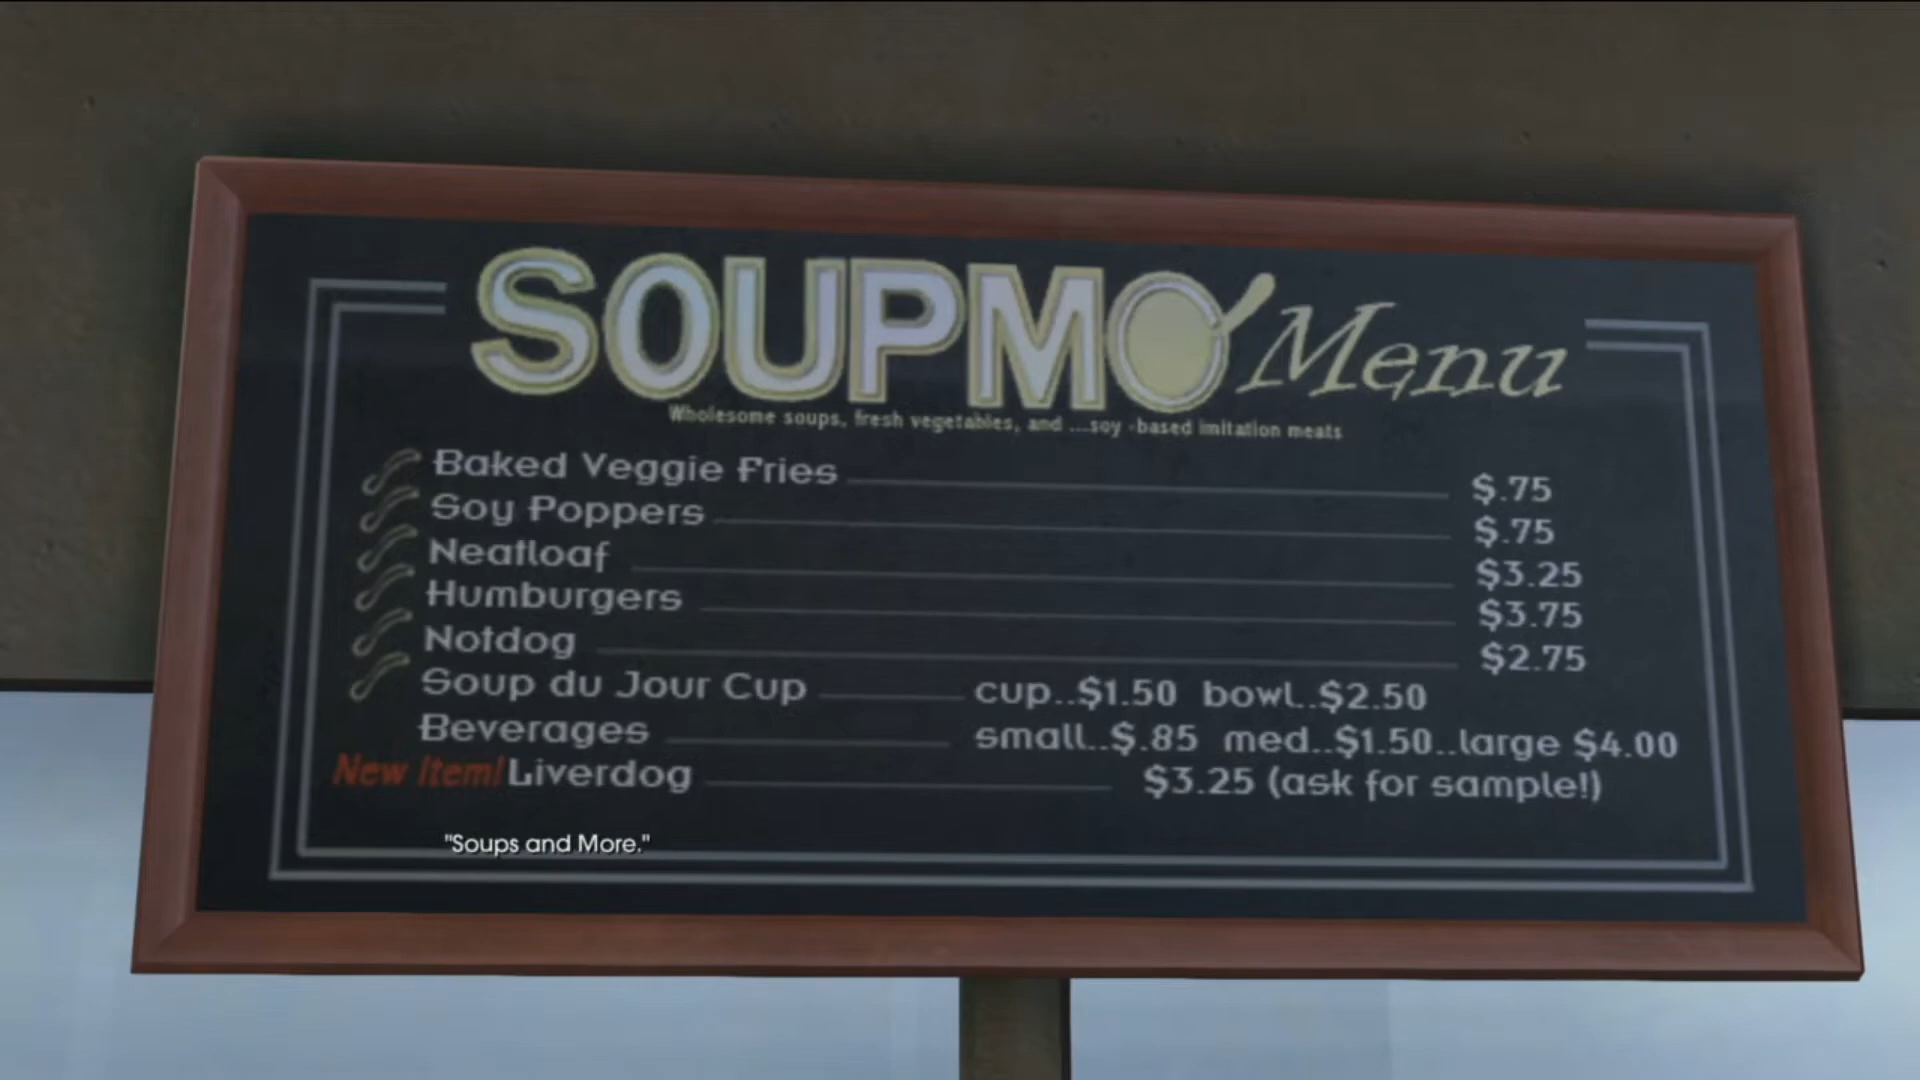 SOUPMO' Menu
Wholesome soups, fresh vegetables, and ...soy -based imitation meats
Baked Veggie Fries $.75
Soy Poppers $.75
Neatloaf $3.25
Humburgers $3.75
Notdog $2.75
Soup du Jour Cup cup..$1.50 bowl..$2.50
Beverages small..$.85 med..$1.50..large $4.00
New Item! Liverdog $3.25 (ask for sample!)
"Soups and More."